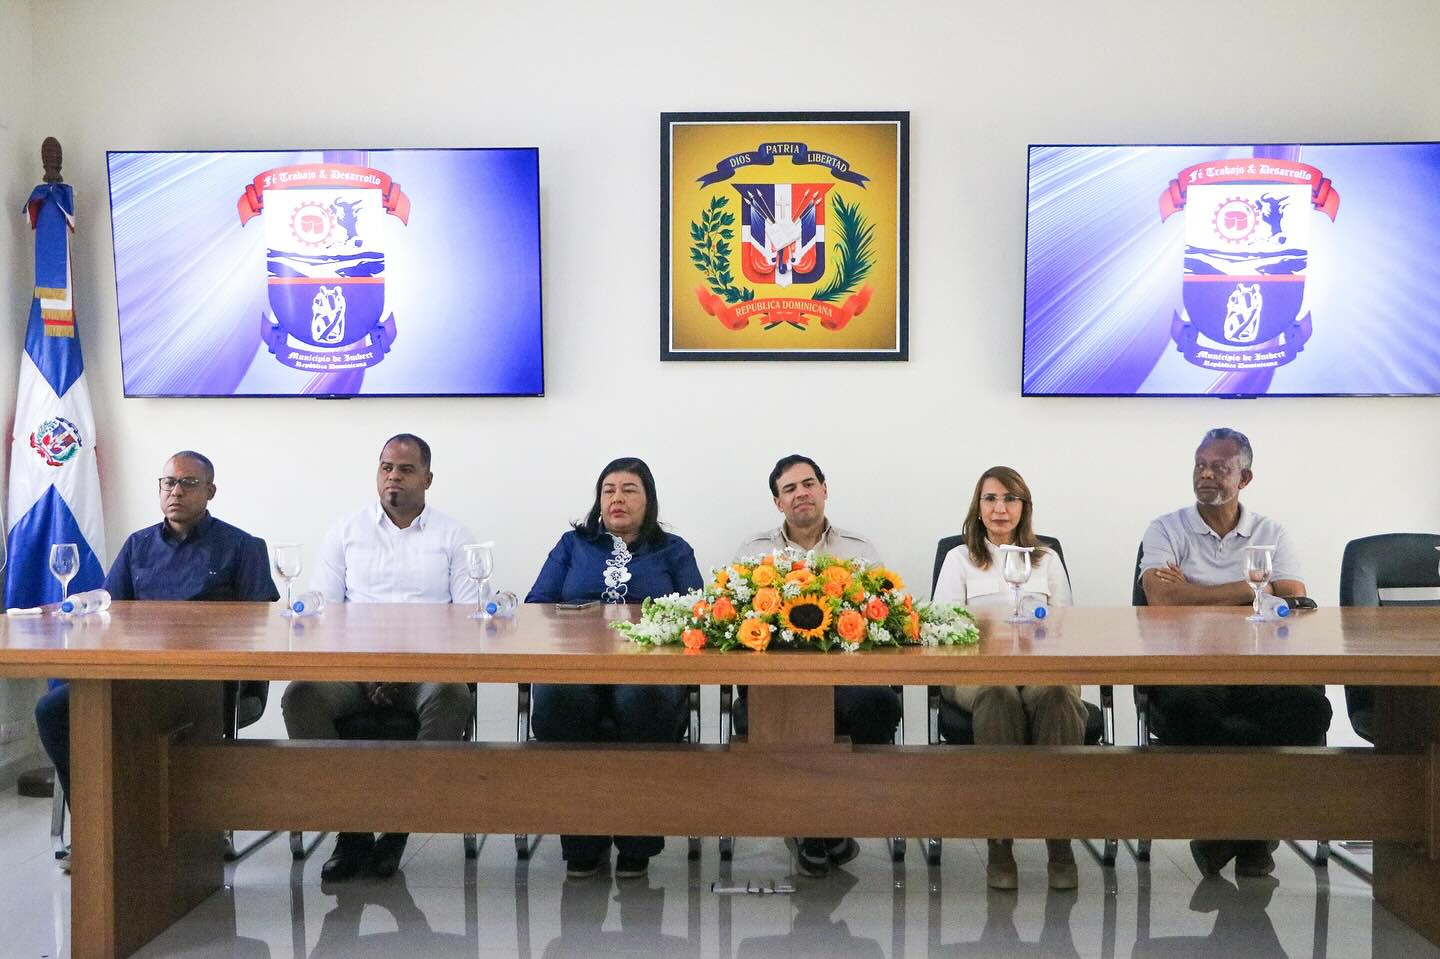 Fé Trabajo & Desarrollo
Municipio de Imbert
República Dominicana
DIOS PATRIA LIBERTAD
REPUBLICA DOMINICANA
Fé Trabajo & Desarrollo
Municipio de Imbert
República Dominicana